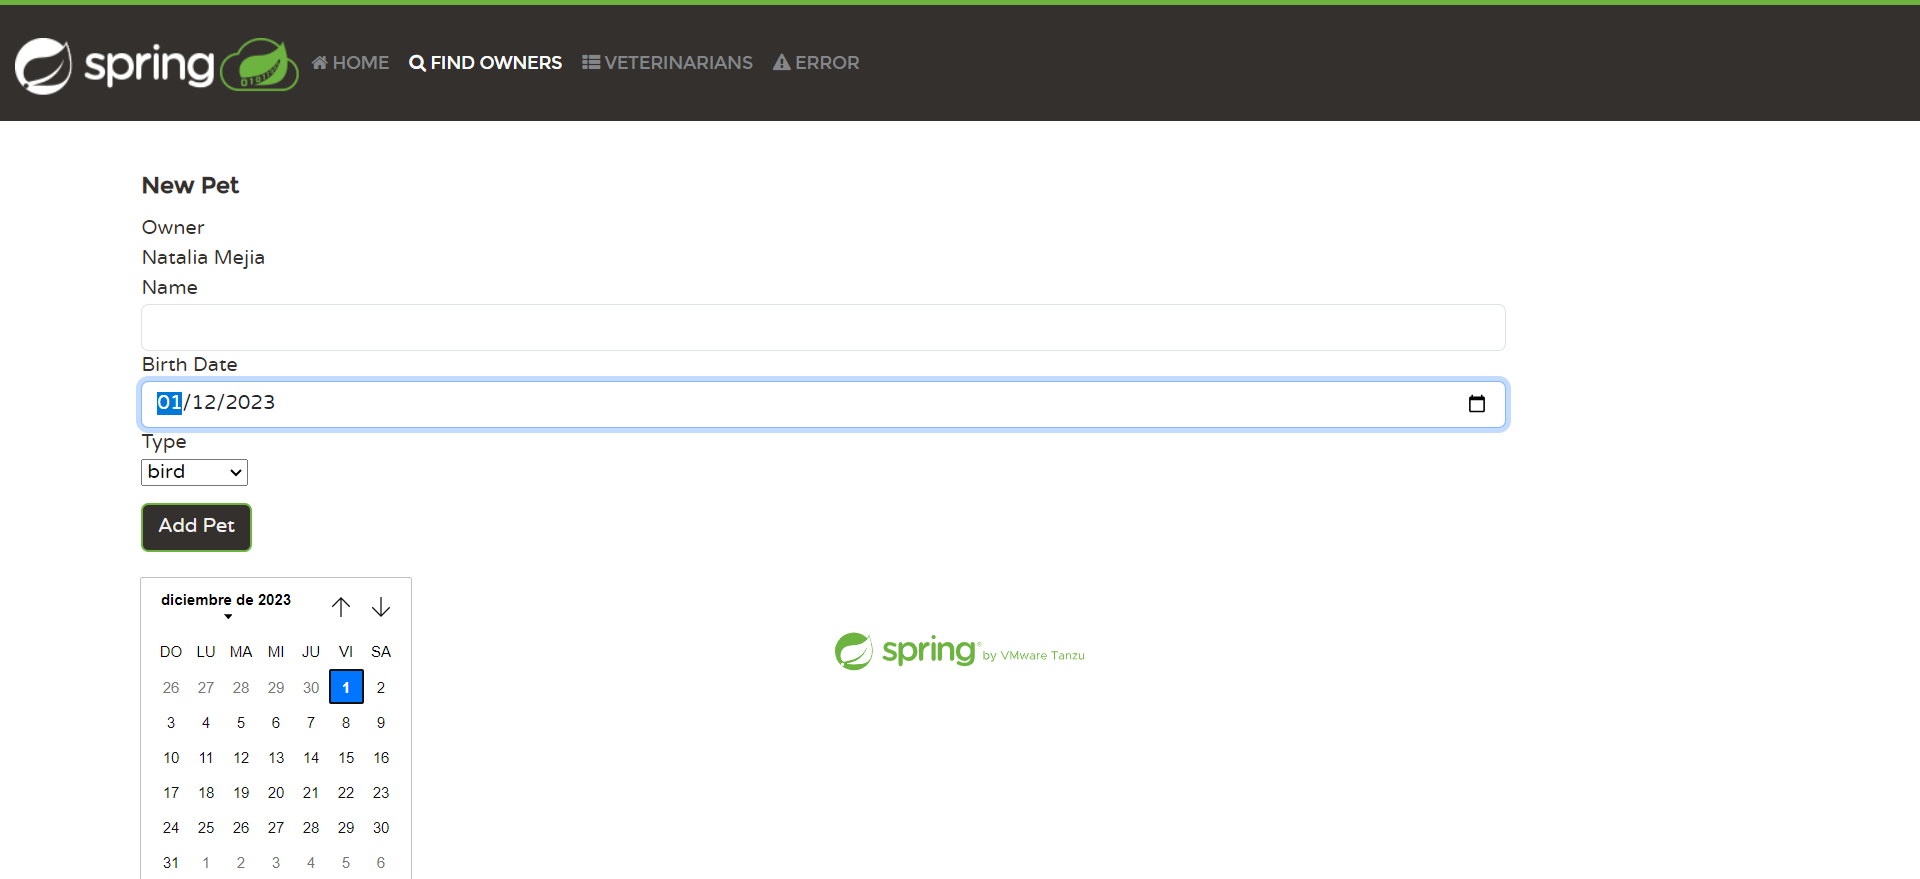 spring HOME FIND OWNERS VETERINARIANS ERROR
New Pet
Owner
Natalia Mejia
Name
Birth Date
01/12/2023
Type
bird
Add Pet
diciembre de 2023
DO LU MA MI JU VI SA
26 27 28 29 30 1 2
3 4 5 6 7 8 9
10 11 12 13 14 15 16
17 18 19 20 21 22 23
24 25 26 27 28 29 30
31 1 2 3 4 5 6
spring by VMware Tanzu